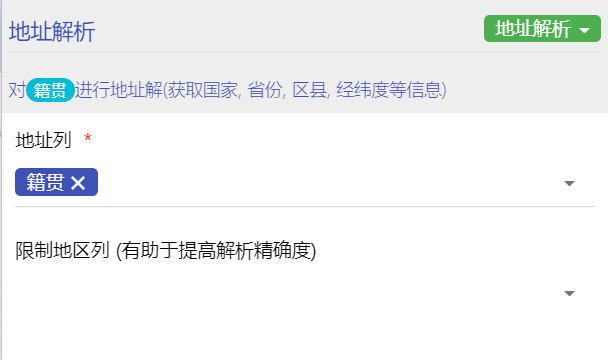 地址解析
地址解析
对籍贯进行地址解(获取国家, 省份, 区县, 经纬度等信息)
地址列 *
籍贯 ×
限制地区列 (有助于提高解析精确度)